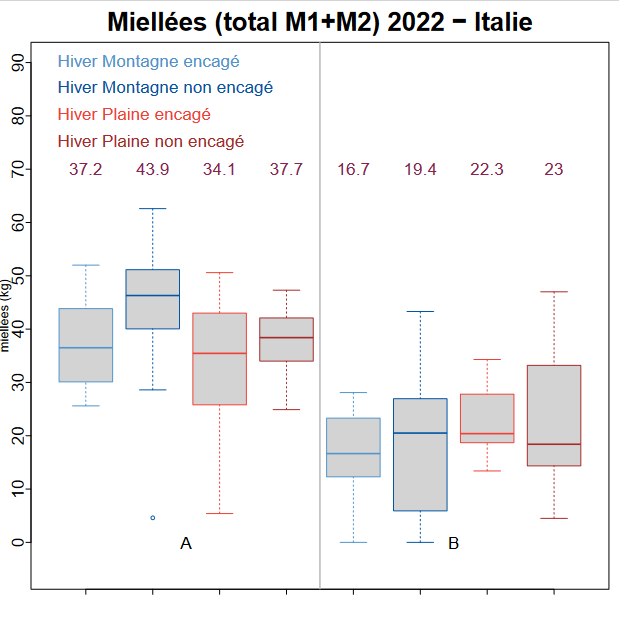 Miellées (total M1+M2) 2022 − Italie
Hiver Montagne encagé
Hiver Montagne non encagé
Hiver Plaine encagé
Hiver Plaine non encagé
37.2 43.9 34.1 37.7 16.7 19.4 22.3 23
90
80
70
60
50
40
30
20
10
0
miellées (kg)
A B